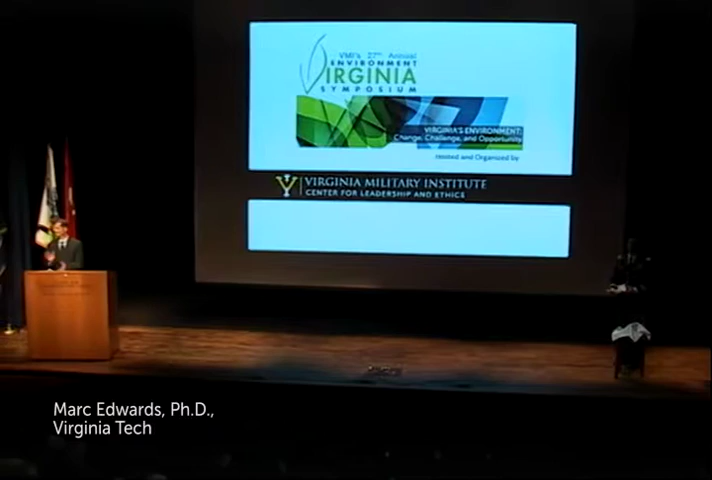 VMI's 27th Annual
ENVIRONMENT
VIRGINIA
SYMPOSIUM
VIRGINIA'S ENVIRONMENT:
Change, Challenge, and Opportunity
Hosted and Organized by
VIRGINIA MILITARY INSTITUTE
CENTER FOR LEADERSHIP AND ETHICS
Marc Edwards, Ph.D.,
Virginia Tech